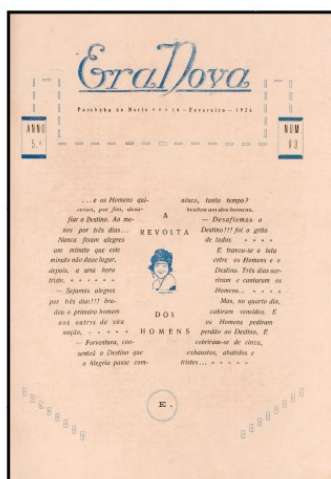 Era Nova
Parahyba do Norte • • • 14 – Fevereiro – 1926
ANNO
5.º
NUM
83
A
REVOLTA
DOS
HOMENS
...e os Homens qui-
zeram, por fim, desa-
fiar o Destino. Ao me-
nos por três dias...
Nunca foram alegres
um minuto que este
minuto não désse lugar,
depois, a uma hora
triste.
— Sejamos alegres
por três dias!!! bra-
dou o primeiro homem
aos outros de sua
nação.
— Porventura, con-
sentirá o Destino que
a Alegria passe com-
nôsco, tanto tempo?
hesitou um dos homens.
— Desafiemos o
Destino!!! foi o grito
de todos.
E travou-se a luta
entre os Homens e o
Destino. Três dias sor-
riram e cantaram os
Homens...
Mas, no quarto dia,
cahiram vencidos. E
os Homens pediram
perdão ao Destino. E
cobriram-se de cinza,
exhaustos, abatidos e
tristes...
E.